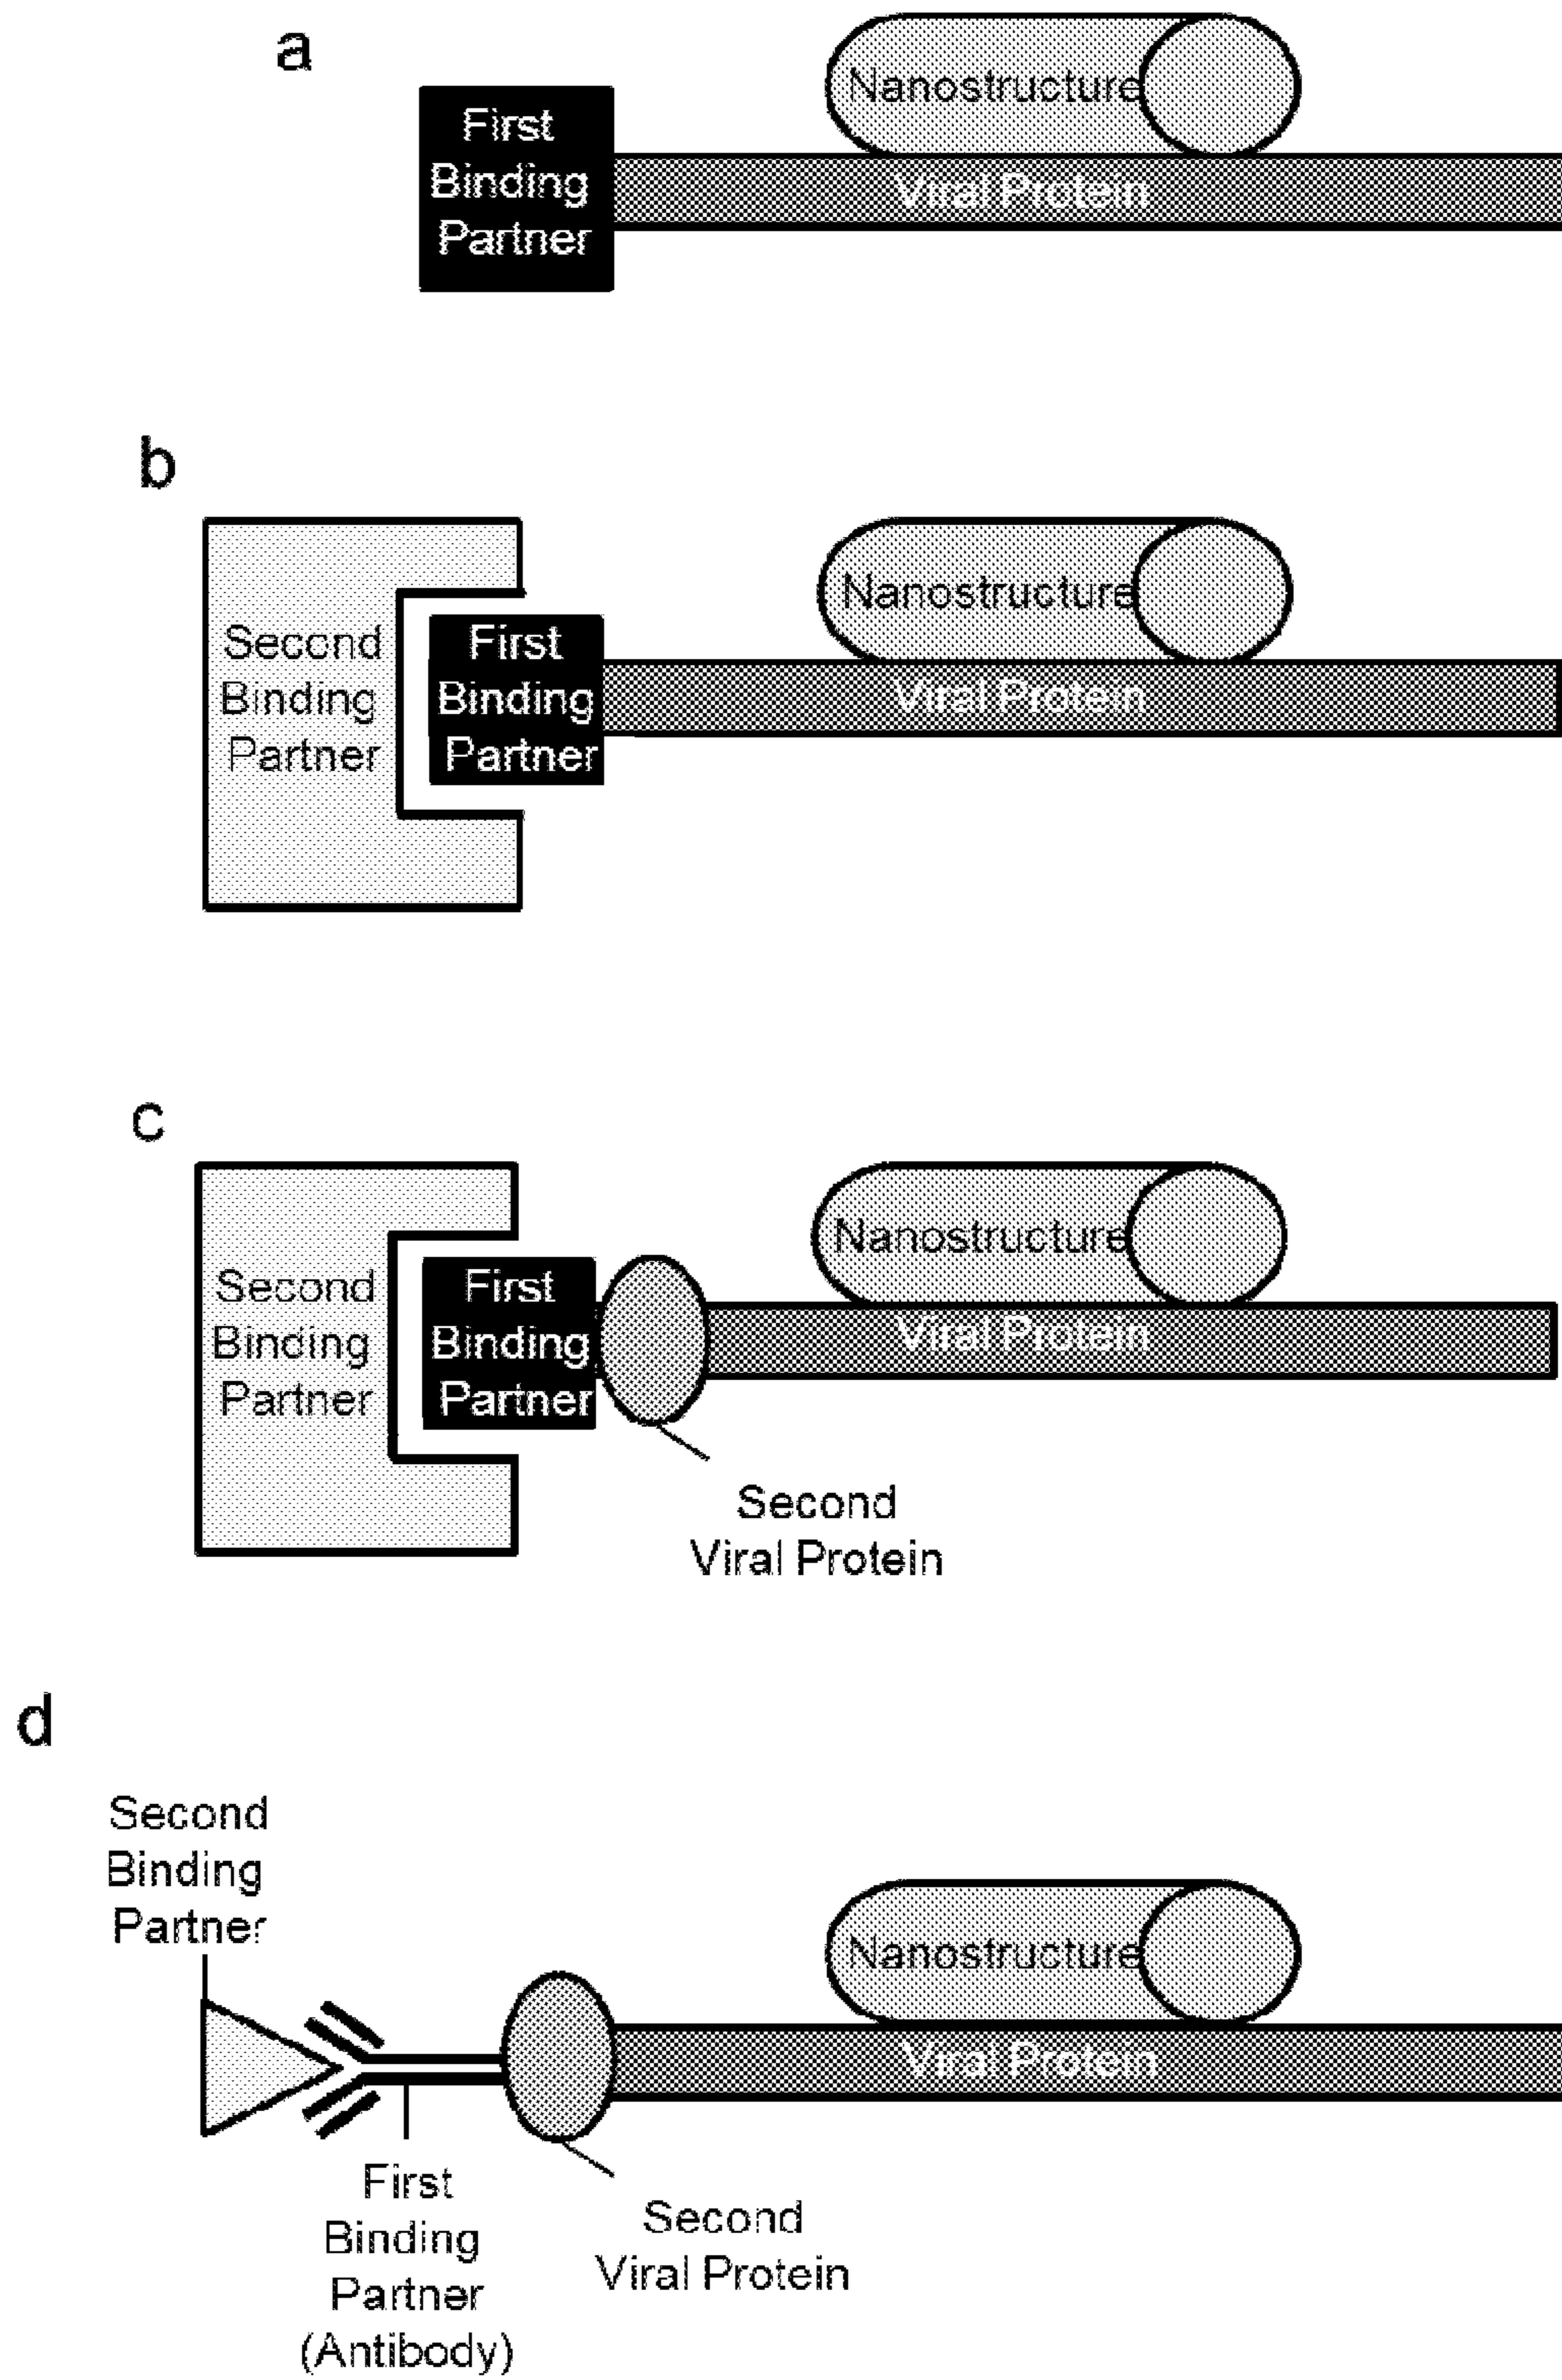 a
First
Binding
Partner
Nanostructure
Viral Protein
b
Second
Binding
Partner
First
Binding
Partner
Nanostructure
Viral Protein
c
Second
Binding
Partner
First
Binding
Partner
Nanostructure
Viral Protein
Second
Viral Protein
d
Second
Binding
Partner
Nanostructure
Viral Protein
First
Binding
Partner
(Antibody)
Second
Viral Protein